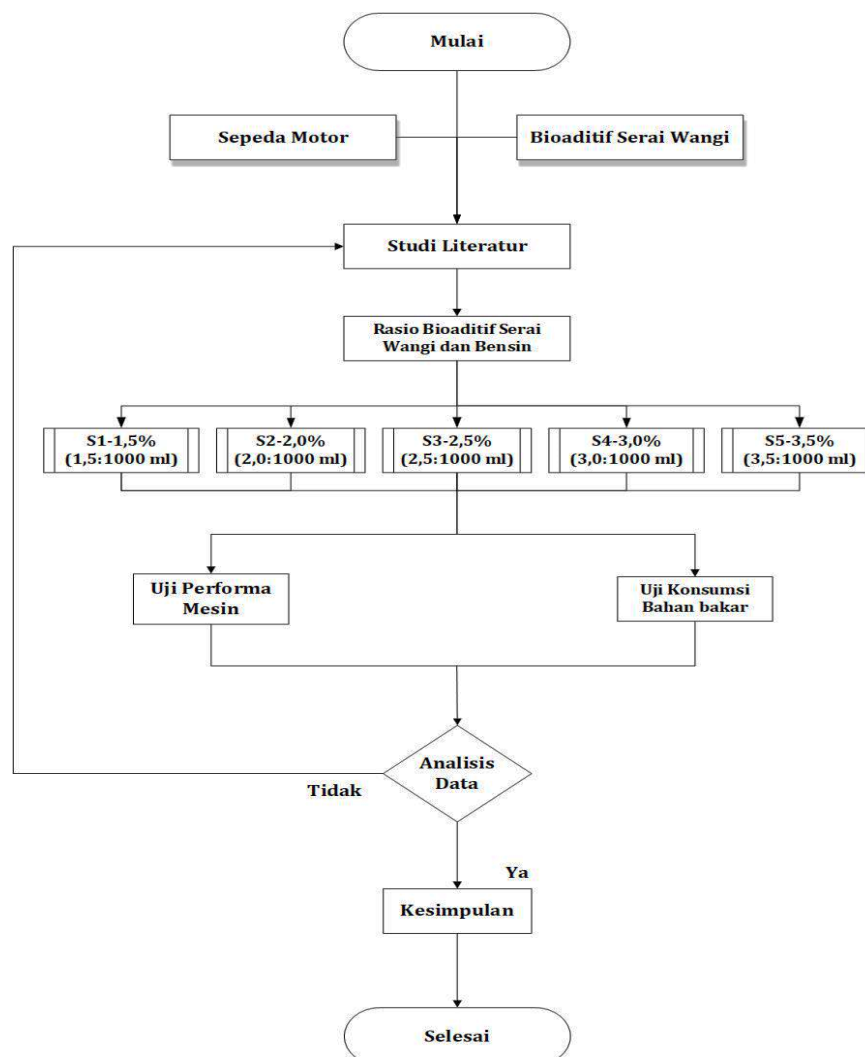 Mulai
Sepeda Motor
Bioaditif Serai Wangi
Studi Literatur
Rasio Bioaditif Serai
Wangi dan Bensin
S1-1,5%
(1,5:1000 ml)
S2-2,0%
(2,0:1000 ml)
S3-2,5%
(2,5:1000 ml)
S4-3,0%
(3,0:1000 ml)
S5-3,5%
(3,5:1000 ml)
Uji Performa
Mesin
Uji Konsumsi
Bahan bakar
Analisis
Data
Tidak
Ya
Kesimpulan
Selesai